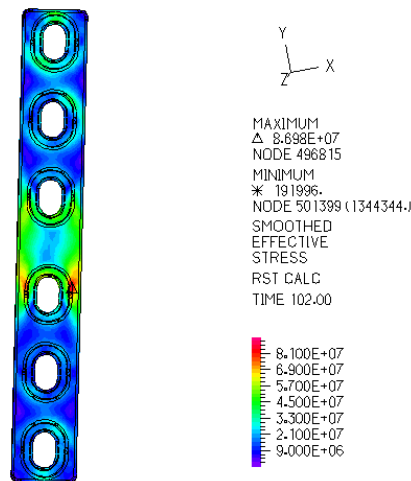 Y
X
Z
MAXIMUM
△ 8.698E+07
NODE 496815
MINIMUM
✳ 191996.
NODE 501399 (1344344.)
SMOOTHED
EFFECTIVE
STRESS
RST CALC
TIME 102.00
8.100E+07
6.900E+07
5.700E+07
4.500E+07
3.300E+07
2.100E+07
9.000E+06